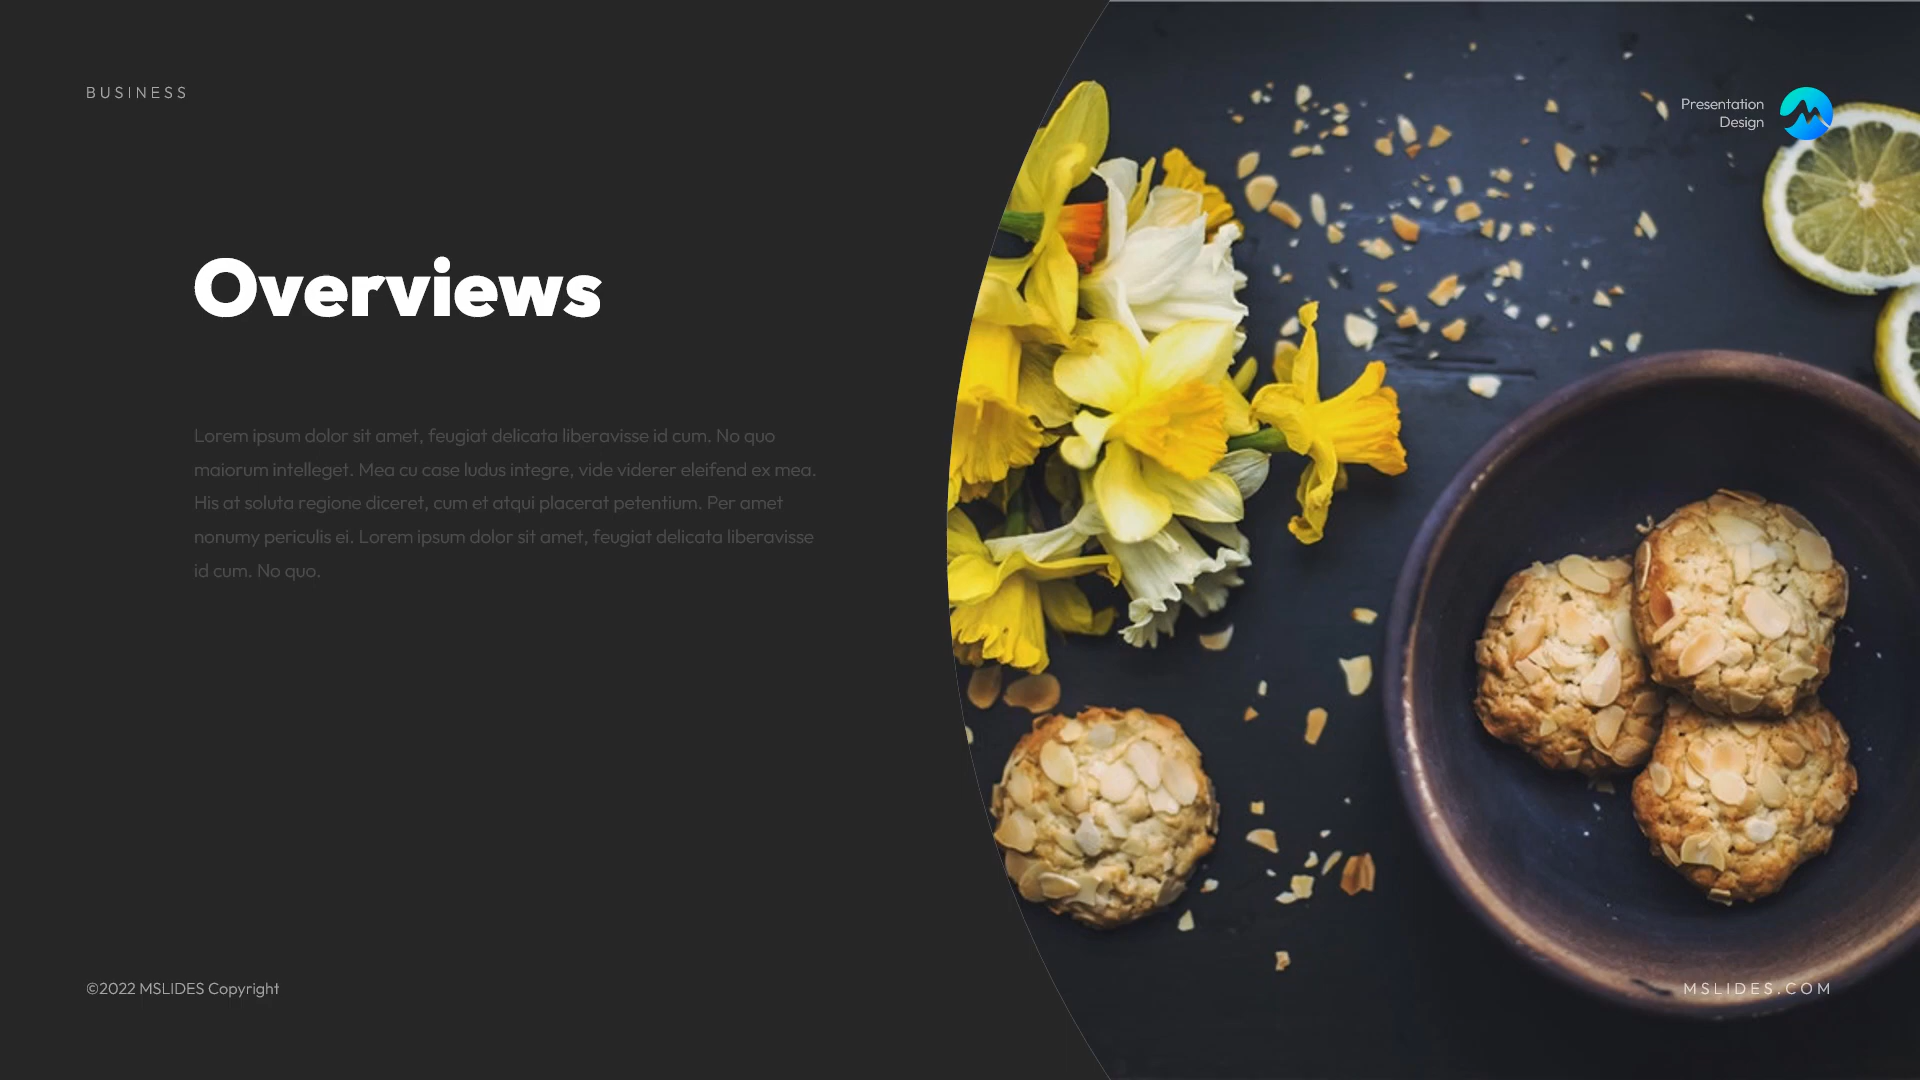 BUSINESS
Presentation
Design
Overviews
Lorem ipsum dolor sit amet, feugiat delicata liberavisse id cum. No quo
maiorum intelleget. Mea cu case ludus integre, vide viderer eleifend ex mea.
His at soluta regione diceret, cum et atqui placerat petentium. Per amet
nonumy periculis ei. Lorem ipsum dolor sit amet, feugiat delicata liberavisse
id cum. No quo.
©2022 MSLIDES Copyright
MSLIDES.COM